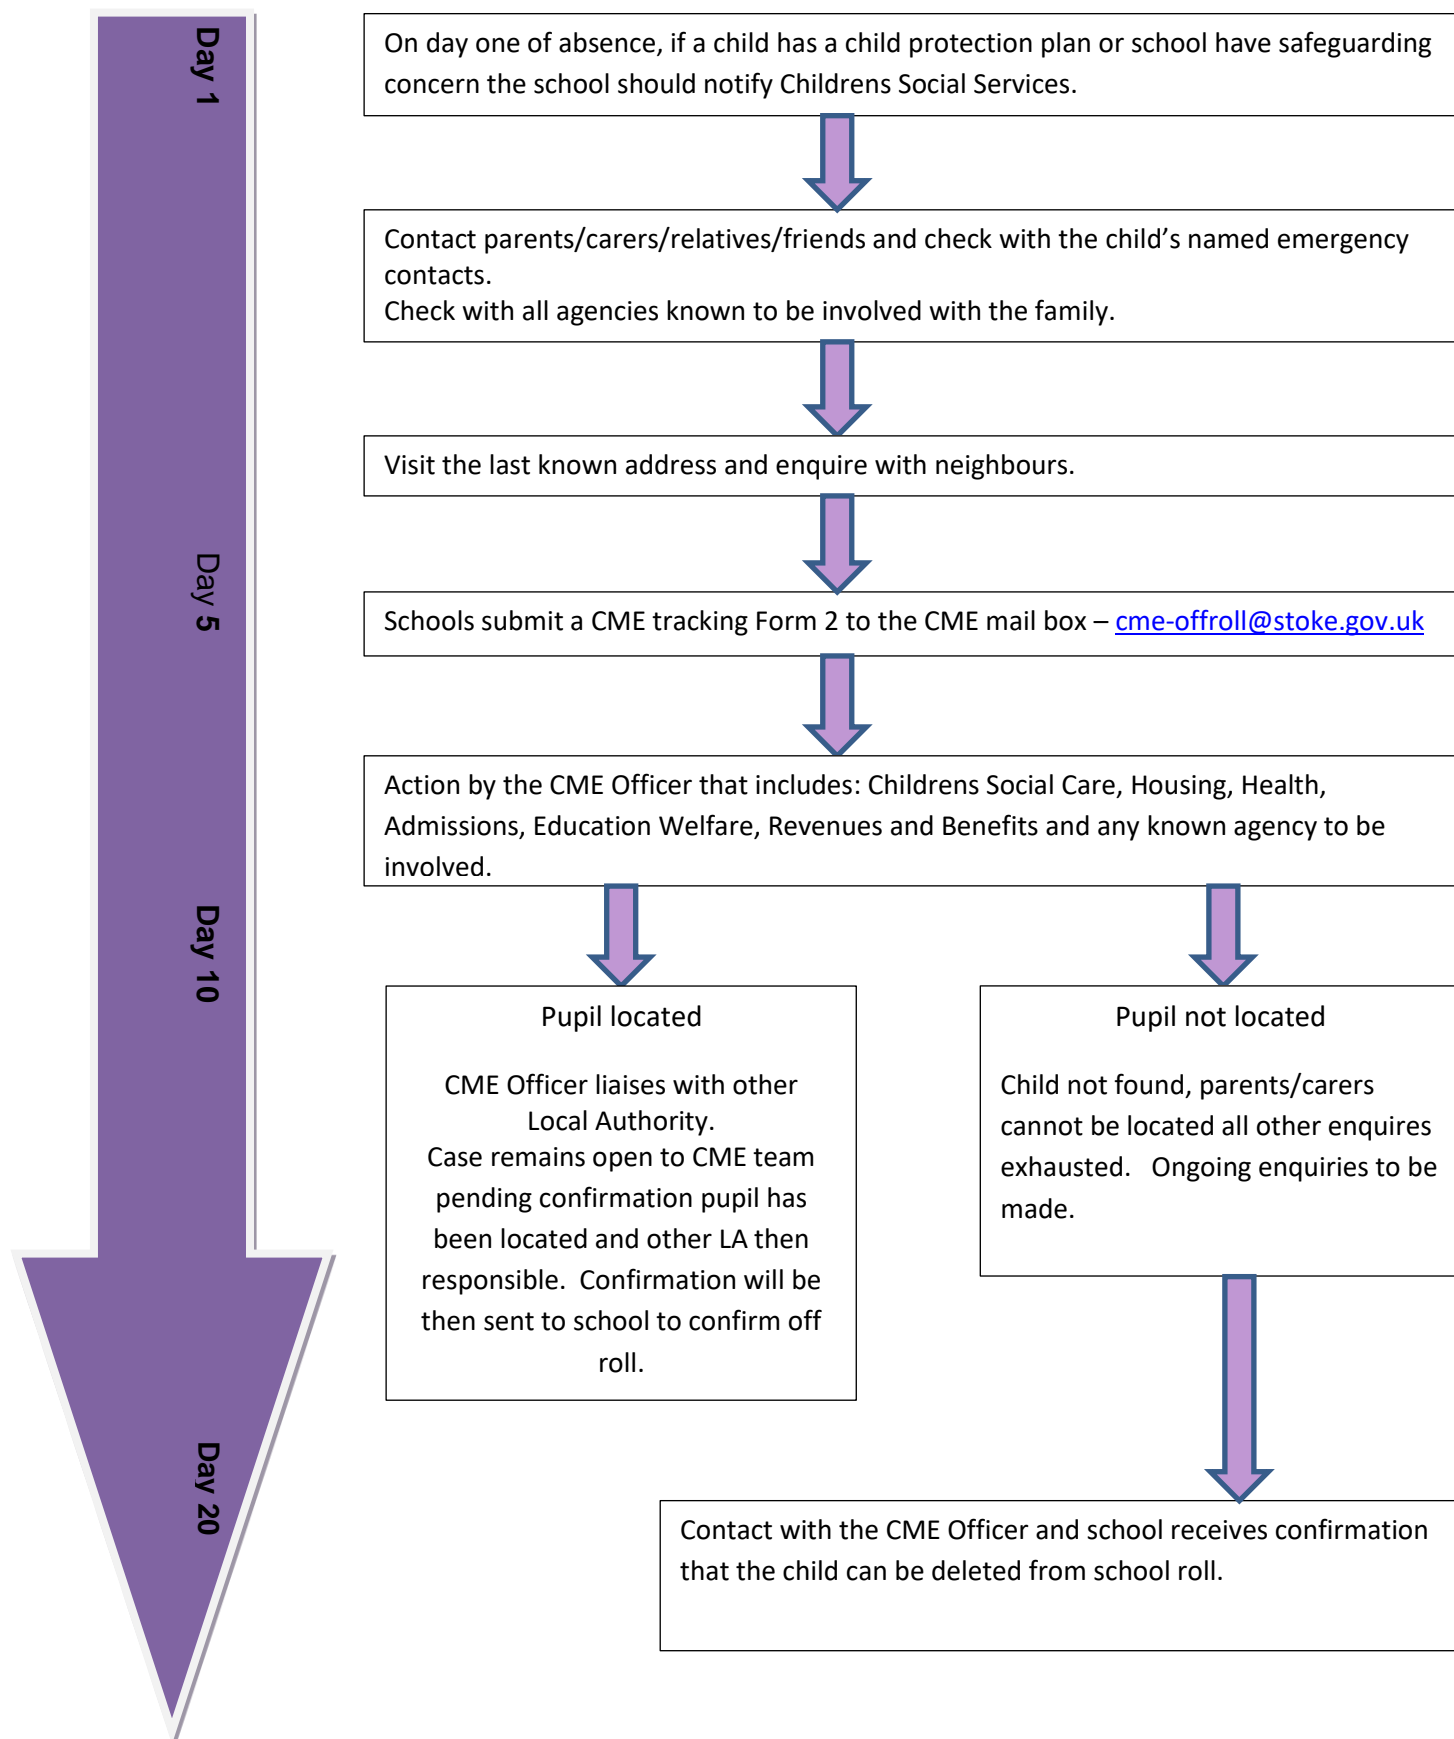 Day 1
On day one of absence, if a child has a child protection plan or school have safeguarding
concern the school should notify Childrens Social Services.
Contact parents/carers/relatives/friends and check with the child’s named emergency
contacts.
Check with all agencies known to be involved with the family.
Visit the last known address and enquire with neighbours.
Day 5
Schools submit a CME tracking Form 2 to the CME mail box – cme-offroll@stoke.gov.uk
Action by the CME Officer that includes: Childrens Social Care, Housing, Health,
Admissions, Education Welfare, Revenues and Benefits and any known agency to be
involved.
Day 10
Pupil located
CME Officer liaises with other
Local Authority.
Case remains open to CME team
pending confirmation pupil has
been located and other LA then
responsible.  Confirmation will be
then sent to school to confirm off
roll.
Pupil not located
Child not found, parents/carers
cannot be located all other enquires
exhausted.   Ongoing enquiries to be
made.
Day 20
Contact with the CME Officer and school receives confirmation
that the child can be deleted from school roll.